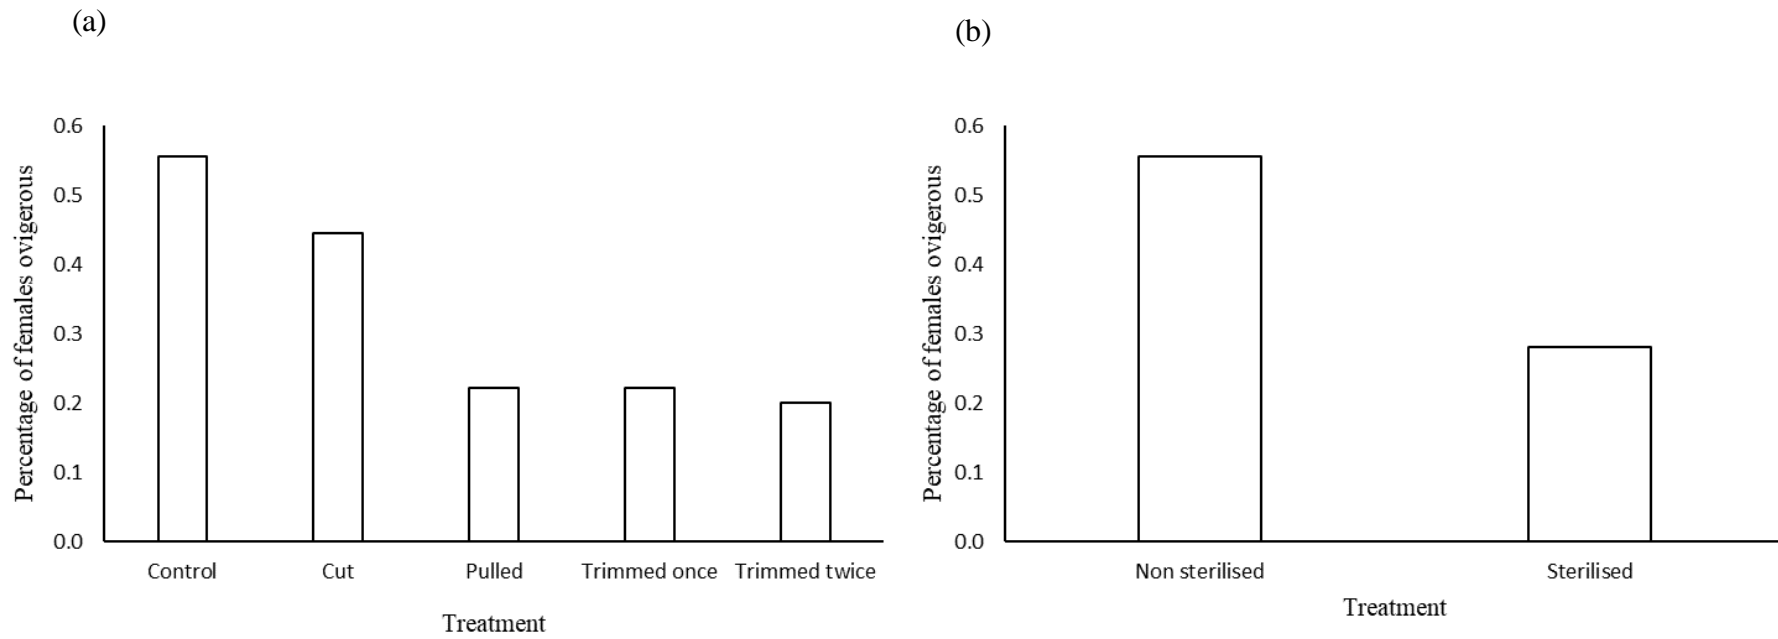 (a)
Percentage of females ovigerous
0.6
0.5
0.4
0.3
0.2
0.1
0.0
Control Cut Pulled Trimmed once Trimmed twice
Treatment
(b)
Percentage of females ovigerous
0.6
0.5
0.4
0.3
0.2
0.1
0.0
Non sterilised Sterilised
Treatment